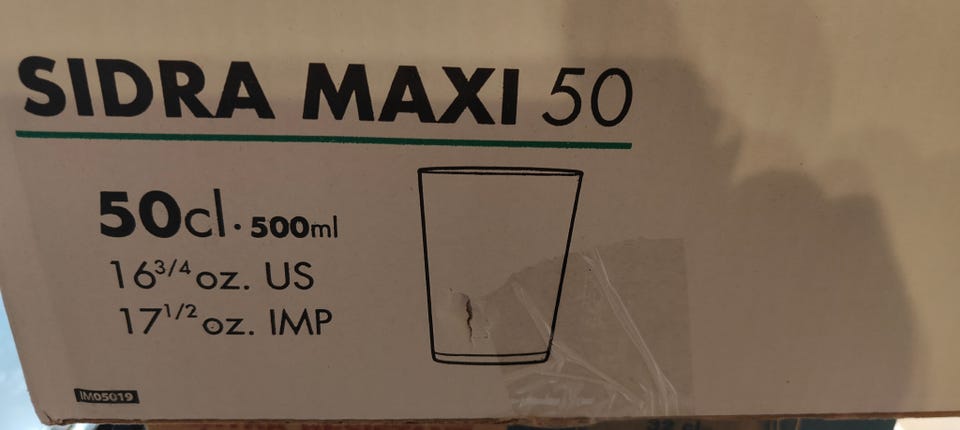 SIDRA MAXI 50
50cl · 500ml
16 3/4 oz. US
17 1/2 oz. IMP
IM05019